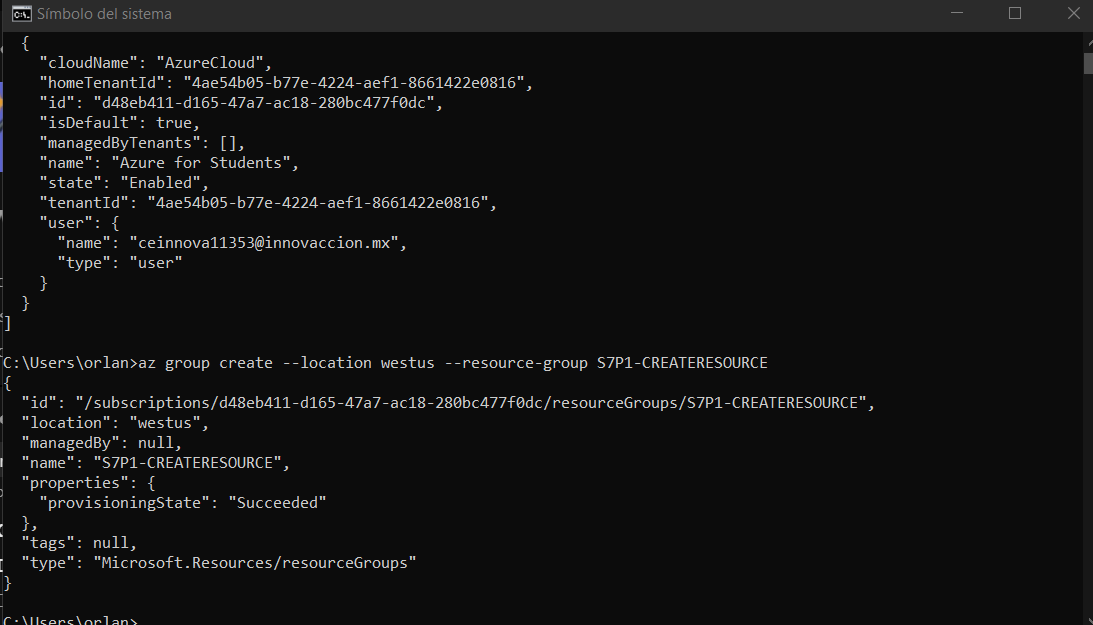 Símbolo del sistema
{
"cloudName": "AzureCloud",
"homeTenantId": "4ae54b05-b77e-4224-aef1-8661422e0816",
"id": "d48eb411-d165-47a7-ac18-280bc477f0dc",
"isDefault": true,
"managedByTenants": [],
"name": "Azure for Students",
"state": "Enabled",
"tenantId": "4ae54b05-b77e-4224-aef1-8661422e0816",
"user": {
"name": "ceinnova11353@innovaccion.mx",
"type": "user"
}
}
]
C:\Users\orlan>az group create --location westus --resource-group S7P1-CREATERESOURCE
{
"id": "/subscriptions/d48eb411-d165-47a7-ac18-280bc477f0dc/resourceGroups/S7P1-CREATERESOURCE",
"location": "westus",
"managedBy": null,
"name": "S7P1-CREATERESOURCE",
"properties": {
"provisioningState": "Succeeded"
},
"tags": null,
"type": "Microsoft.Resources/resourceGroups"
}
C:\Users\orlan>